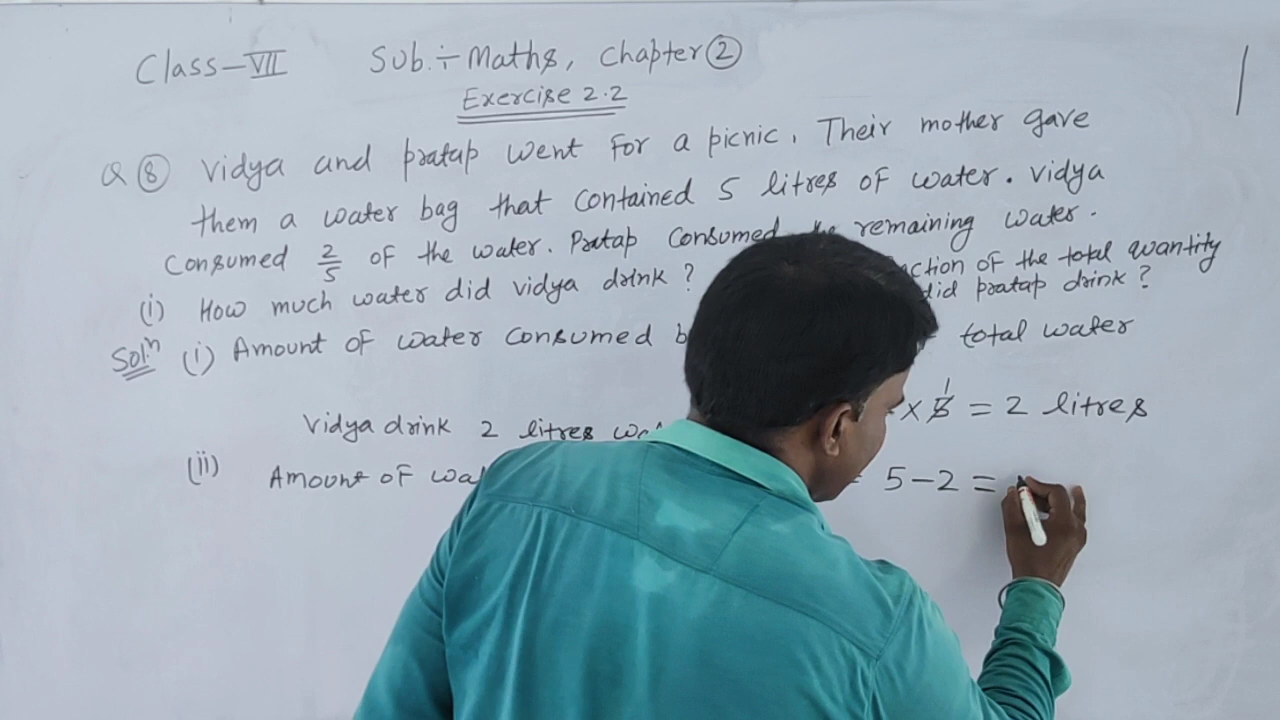 Class-VII Sub.÷Maths, Chapter ②
Exercise 2.2
Q ⑧ Vidya and pratap went for a picnic. Their mother gave
them a water bag that contained 5 litres of water. Vidya
consumed 2/5 of the water. Pratap consumed remaining water.
(i) How much water did vidya drink? ction of the total quantity
did pratap drink?
Solⁿ (i) Amount of water consumed b total water
× 5 1 = 2 litres
Vidya drink 2 litres wat
(ii) Amount of wa = 5-2 =